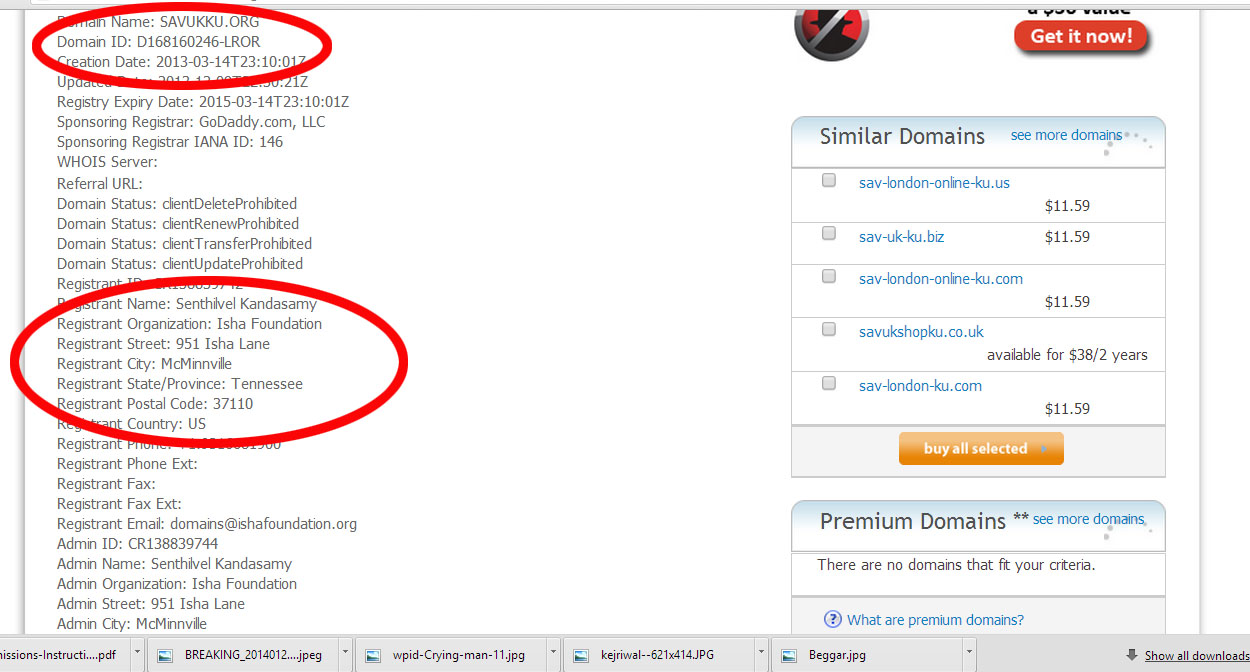 Domain Name: SAVUKKU.ORG
Domain ID: D168160246-LROR
Creation Date: 2013-03-14T23:10:01Z
Updated Date:
Registry Expiry Date: 2015-03-14T23:10:01Z
Sponsoring Registrar: GoDaddy.com, LLC
Sponsoring Registrar IANA ID: 146
WHOIS Server:
Referral URL:
Domain Status: clientDeleteProhibited
Domain Status: clientRenewProhibited
Domain Status: clientTransferProhibited
Domain Status: clientUpdateProhibited
Registrant ID:
Registrant Name: Senthilvel Kandasamy
Registrant Organization: Isha Foundation
Registrant Street: 951 Isha Lane
Registrant City: McMinnville
Registrant State/Province: Tennessee
Registrant Postal Code: 37110
Registrant Country: US
Registrant Phone:
Registrant Phone Ext:
Registrant Fax:
Registrant Fax Ext:
Registrant Email: domains@ishafoundation.org
Admin ID: CR138839744
Admin Name: Senthilvel Kandasamy
Admin Organization: Isha Foundation
Admin Street: 951 Isha Lane
Admin City: McMinnville
a $50 value
Get it now!
Similar Domains see more domains
sav-london-online-ku.us
$11.59
sav-uk-ku.biz $11.59
sav-london-online-ku.com
$11.59
savukshopku.co.uk
available for $38/2 years
sav-london-ku.com
$11.59
buy all selected
Premium Domains ** see more domains
There are no domains that fit your criteria.
? What are premium domains?
nissions-Instructi....pdf BREAKING_2014012....jpeg wpid-Crying-man-11.jpg kejriwal--621x414.JPG Beggar.jpg Show all downloads